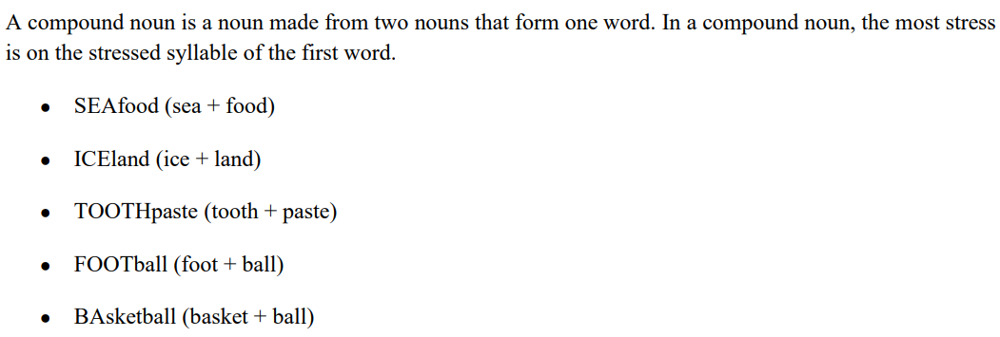 A compound noun is a noun made from two nouns that form one word. In a compound noun, the most stress
is on the stressed syllable of the first word.
• SEAfood (sea + food)
• ICEland (ice + land)
• TOOTHpaste (tooth + paste)
• FOOTball (foot + ball)
• BAsketball (basket + ball)